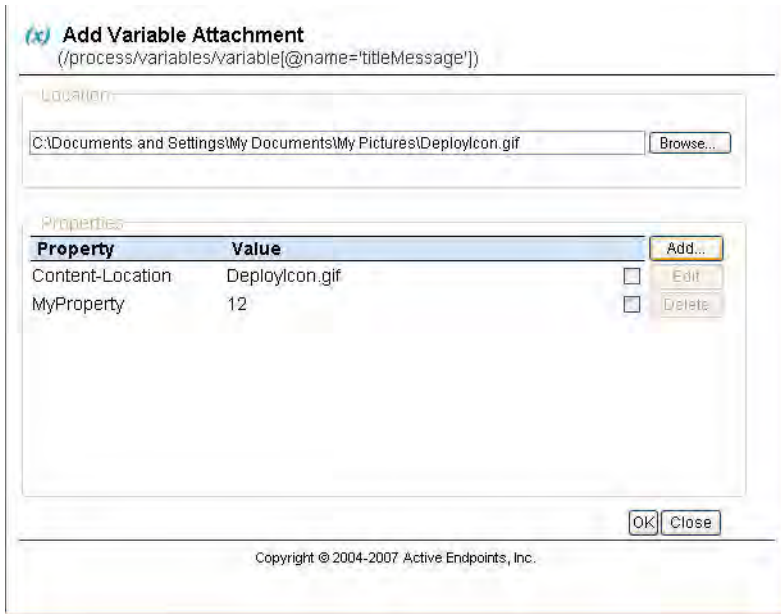 (x) Add Variable Attachment
(/process/variables/variable[@name='titleMessage'])
Location
C:\Documents and Settings\My Documents\My Pictures\DeployIcon.gif Browse...
Properties
Property Value Add...
Content-Location DeployIcon.gif Edit
MyProperty 12 Delete
OK Close
Copyright © 2004-2007 Active Endpoints, Inc.